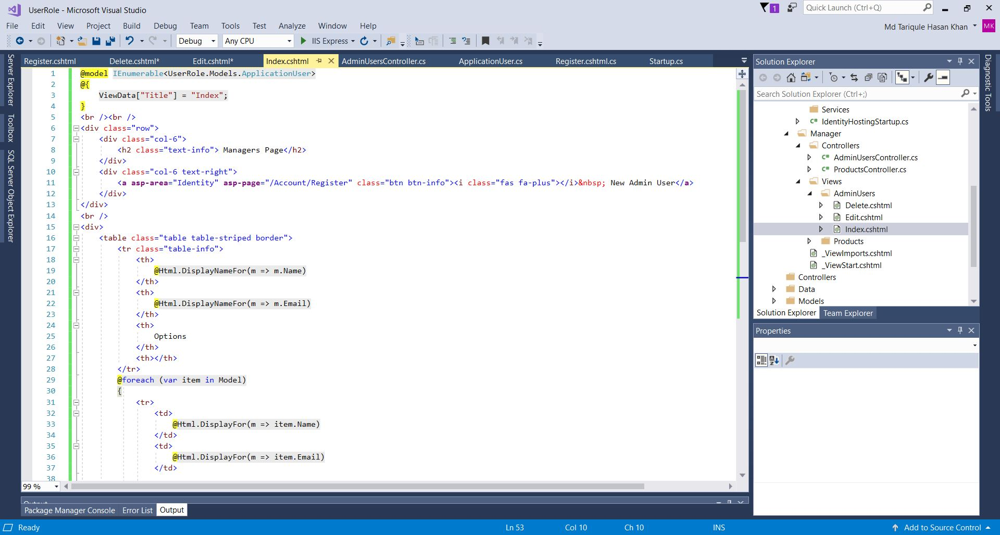 UserRole - Microsoft Visual Studio
1
Quick Launch (Ctrl+Q)
File Edit View Project Build Debug Team Tools Test Analyze Window Help
Md Tariqule Hasan Khan MK
Debug Any CPU IIS Express
Server Explorer
Toolbox
SQL Server Object Explorer
Register.cshtml Delete.cshtml* Edit.cshtml* Index.cshtml AdminUsersController.cs ApplicationUser.cs Register.cshtml.cs Startup.cs
1 @model IEnumerable<UserRole.Models.ApplicationUser>
2 @{
3 ViewData["Title"] = "Index";
4 }
5 <br /><br />
6 <div class="row">
7 <div class="col-6">
8 <h2 class="text-info"> Managers Page</h2>
9 </div>
10 <div class="col-6 text-right">
11 <a asp-area="Identity" asp-page="/Account/Register" class="btn btn-info"><i class="fas fa-plus"></i>&nbsp; New Admin User</a>
12 </div>
13 </div>
14 <br />
15 <div>
16 <table class="table table-striped border">
17 <tr class="table-info">
18 <th>
19 @Html.DisplayNameFor(m => m.Name)
20 </th>
21 <th>
22 @Html.DisplayNameFor(m => m.Email)
23 </th>
24 <th>
25 Options
26 </th>
27 <th></th>
28 </tr>
29 @foreach (var item in Model)
30 {
31 <tr>
32 <td>
33 @Html.DisplayFor(m => item.Name)
34 </td>
35 <td>
36 @Html.DisplayFor(m => item.Email)
37 </td>
38
99 %
Solution Explorer
Search Solution Explorer (Ctrl+;)
Services
C# IdentityHostingStartup.cs
Manager
Controllers
C# AdminUsersController.cs
C# ProductsController.cs
Views
AdminUsers
Delete.cshtml
Edit.cshtml
Index.cshtml
Products
_ViewImports.cshtml
_ViewStart.cshtml
Controllers
Data
Models
Solution Explorer Team Explorer
Properties
Diagnostic Tools
Output
Package Manager Console Error List Output
Ready Ln 53 Col 10 Ch 10 INS Add to Source Control